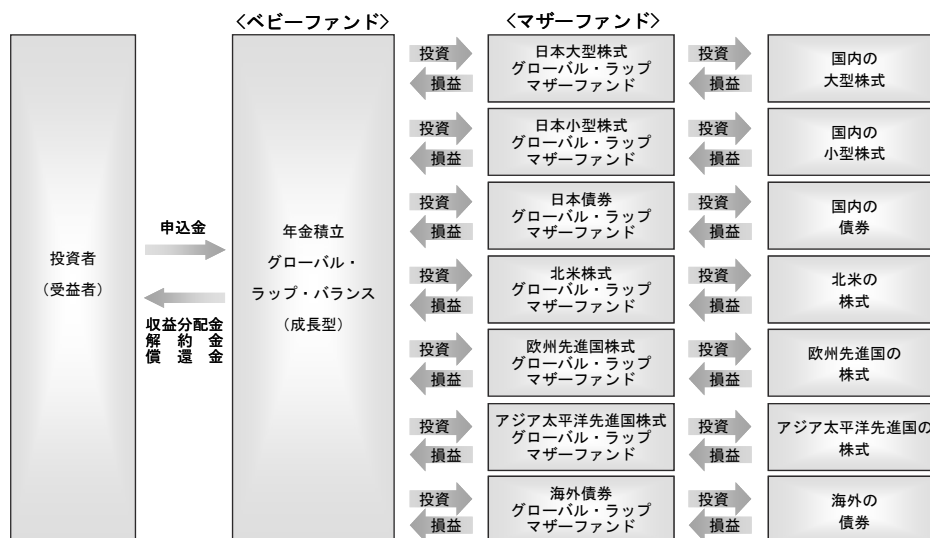 〈ベビーファンド〉
〈マザーファンド〉
投資者
（受益者）
申込金
収益分配金
解約金
償還金
年金積立
グローバル・
ラップ・バランス
（成長型）
投資
損益
日本大型株式
グローバル・ラップ
マザーファンド
投資
損益
国内の
大型株式
投資
損益
日本小型株式
グローバル・ラップ
マザーファンド
投資
損益
国内の
小型株式
投資
損益
日本債券
グローバル・ラップ
マザーファンド
投資
損益
国内の
債券
投資
損益
北米株式
グローバル・ラップ
マザーファンド
投資
損益
北米の
株式
投資
損益
欧州先進国株式
グローバル・ラップ
マザーファンド
投資
損益
欧州先進国の
株式
投資
損益
アジア太平洋先進国株式
グローバル・ラップ
マザーファンド
投資
損益
アジア太平洋先進国の
株式
投資
損益
海外債券
グローバル・ラップ
マザーファンド
投資
損益
海外の
債券